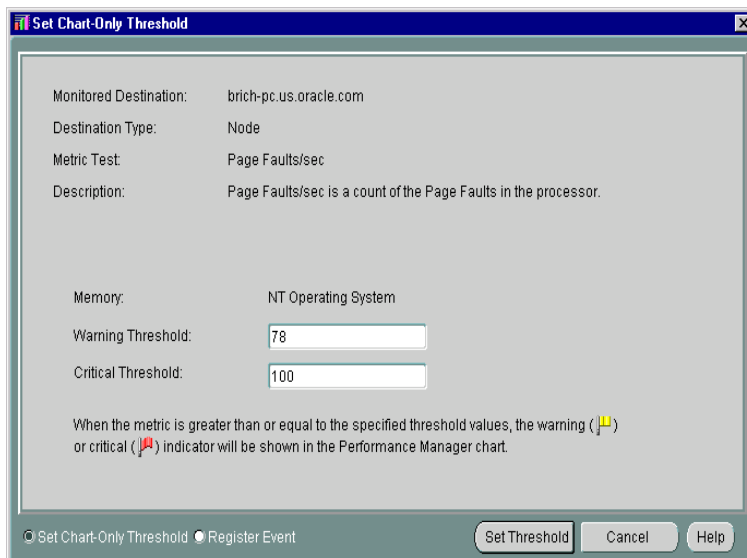 Set Chart-Only Threshold
Monitored Destination: brich-pc.us.oracle.com
Destination Type: Node
Metric Test: Page Faults/sec
Description: Page Faults/sec is a count of the Page Faults in the processor.
Memory: NT Operating System
Warning Threshold: 78
Critical Threshold: 100
When the metric is greater than or equal to the specified threshold values, the warning ( )
or critical ( ) indicator will be shown in the Performance Manager chart.
Set Chart-Only Threshold Register Event Set Threshold Cancel Help